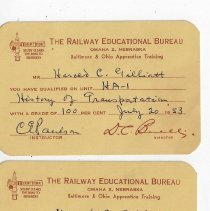 THE RAILWAY EDUCATIONAL BUREAU
OMAHA 2, NEBRASKA
Baltimore & Ohio Apprentice Training
MR. Harold C. Gilliatt
YOU HAVE QUALIFIED ON UNIT HA-1
History of Transportation
WITH A GRADE OF 100 PER CENT July 20 1953
INSTRUCTOR
DIRECTOR
THE RAILWAY EDUCATIONAL BUREAU
OMAHA 2, NEBRASKA
Baltimore & Ohio Apprentice Training